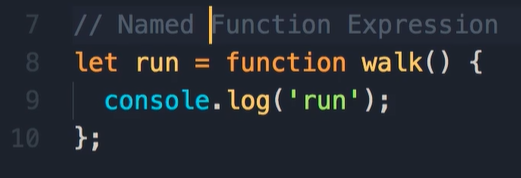 7 // Named Function Expression
8 let run = function walk() {
9   console.log('run');
10 };